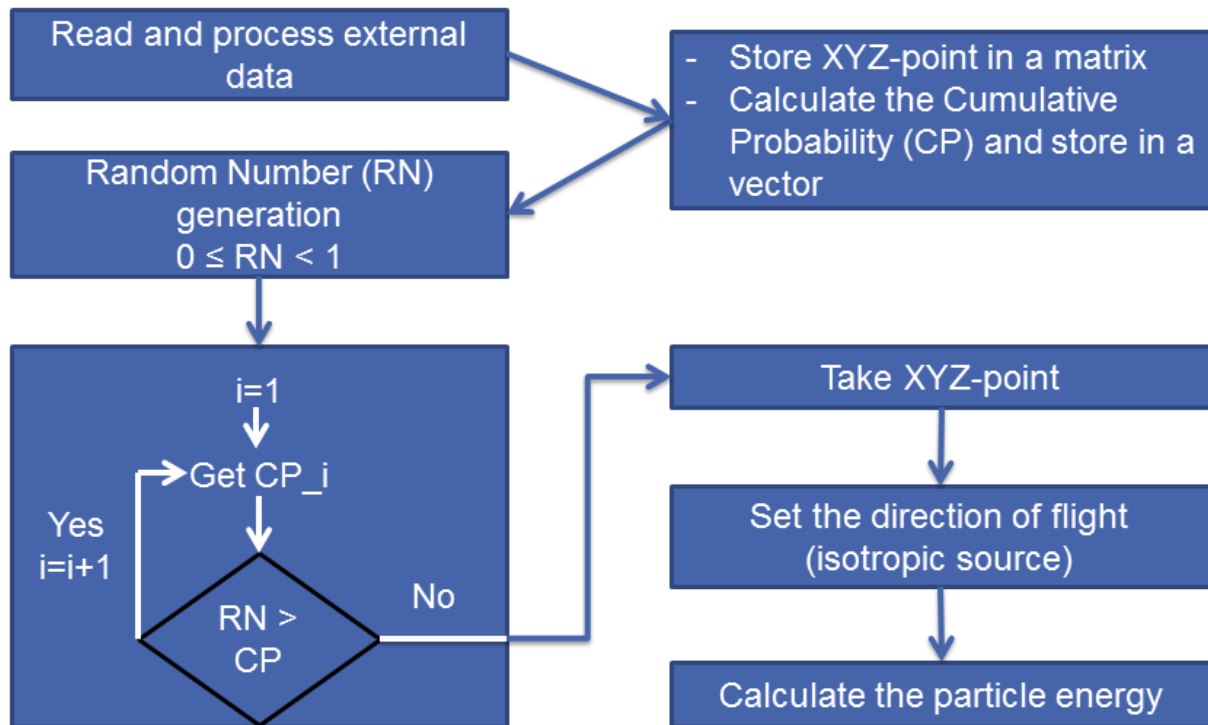 Read and process external
data
- Store XYZ-point in a matrix
- Calculate the Cumulative
Probability (CP) and store in a
vector
Random Number (RN)
generation
0 ≤ RN < 1
i=1
Get CP_i
Yes
i=i+1
RN >
CP
No
Take XYZ-point
Set the direction of flight
(isotropic source)
Calculate the particle energy